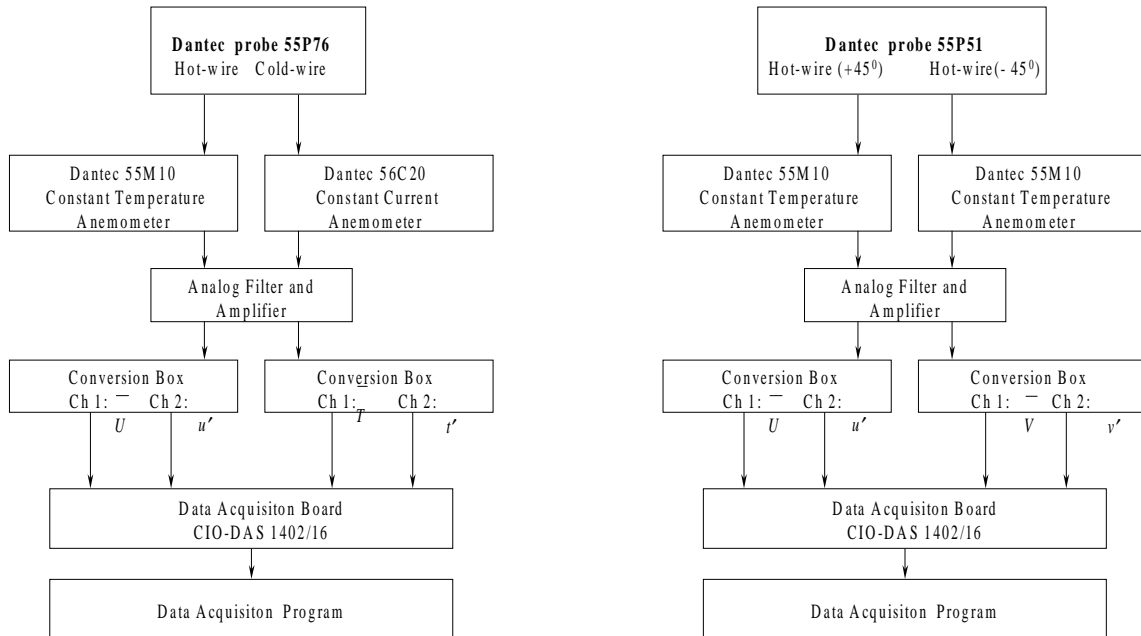 Dantec probe 55P76
Hot-wire Cold-wire
Dantec 55M10
Constant Temperature
Anemometer
Dantec 56C20
Constant Current
Anemometer
Analog Filter and
Amplifier
Conversion Box
Ch 1: Ch 2:
U̅ u′
Conversion Box
Ch 1: Ch 2:
T̅ t′
Data Acquisiton Board
CIO-DAS 1402/16
Data Acquisiton Program
Dantec probe 55P51
Hot-wire (+45⁰) Hot-wire(- 45⁰)
Dantec 55M10
Constant Temperature
Anemometer
Dantec 55M10
Constant Temperature
Anemometer
Analog Filter and
Amplifier
Conversion Box
Ch 1: Ch 2:
U̅ u′
Conversion Box
Ch 1: Ch 2:
V̅ v′
Data Acquisiton Board
CIO-DAS 1402/16
Data Acquisiton Program